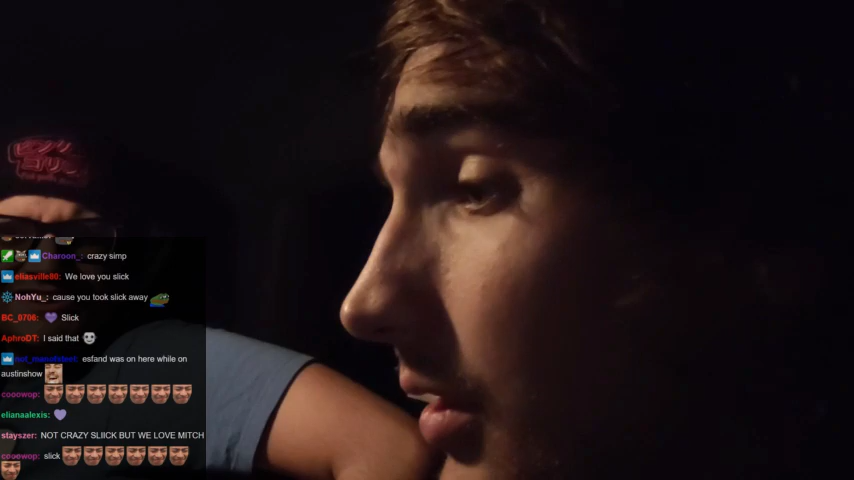 Charoon_: crazy simp
eliasville80: We love you slick
NohYu_: cause you took slick away
BC_0706: Slick
AphroDT: I said that
esfand was on here while on
austinshow
cooowop:
elianaalexis:
stayszer: NOT CRAZY SLIICK BUT WE LOVE MITCH
cooowop: slick